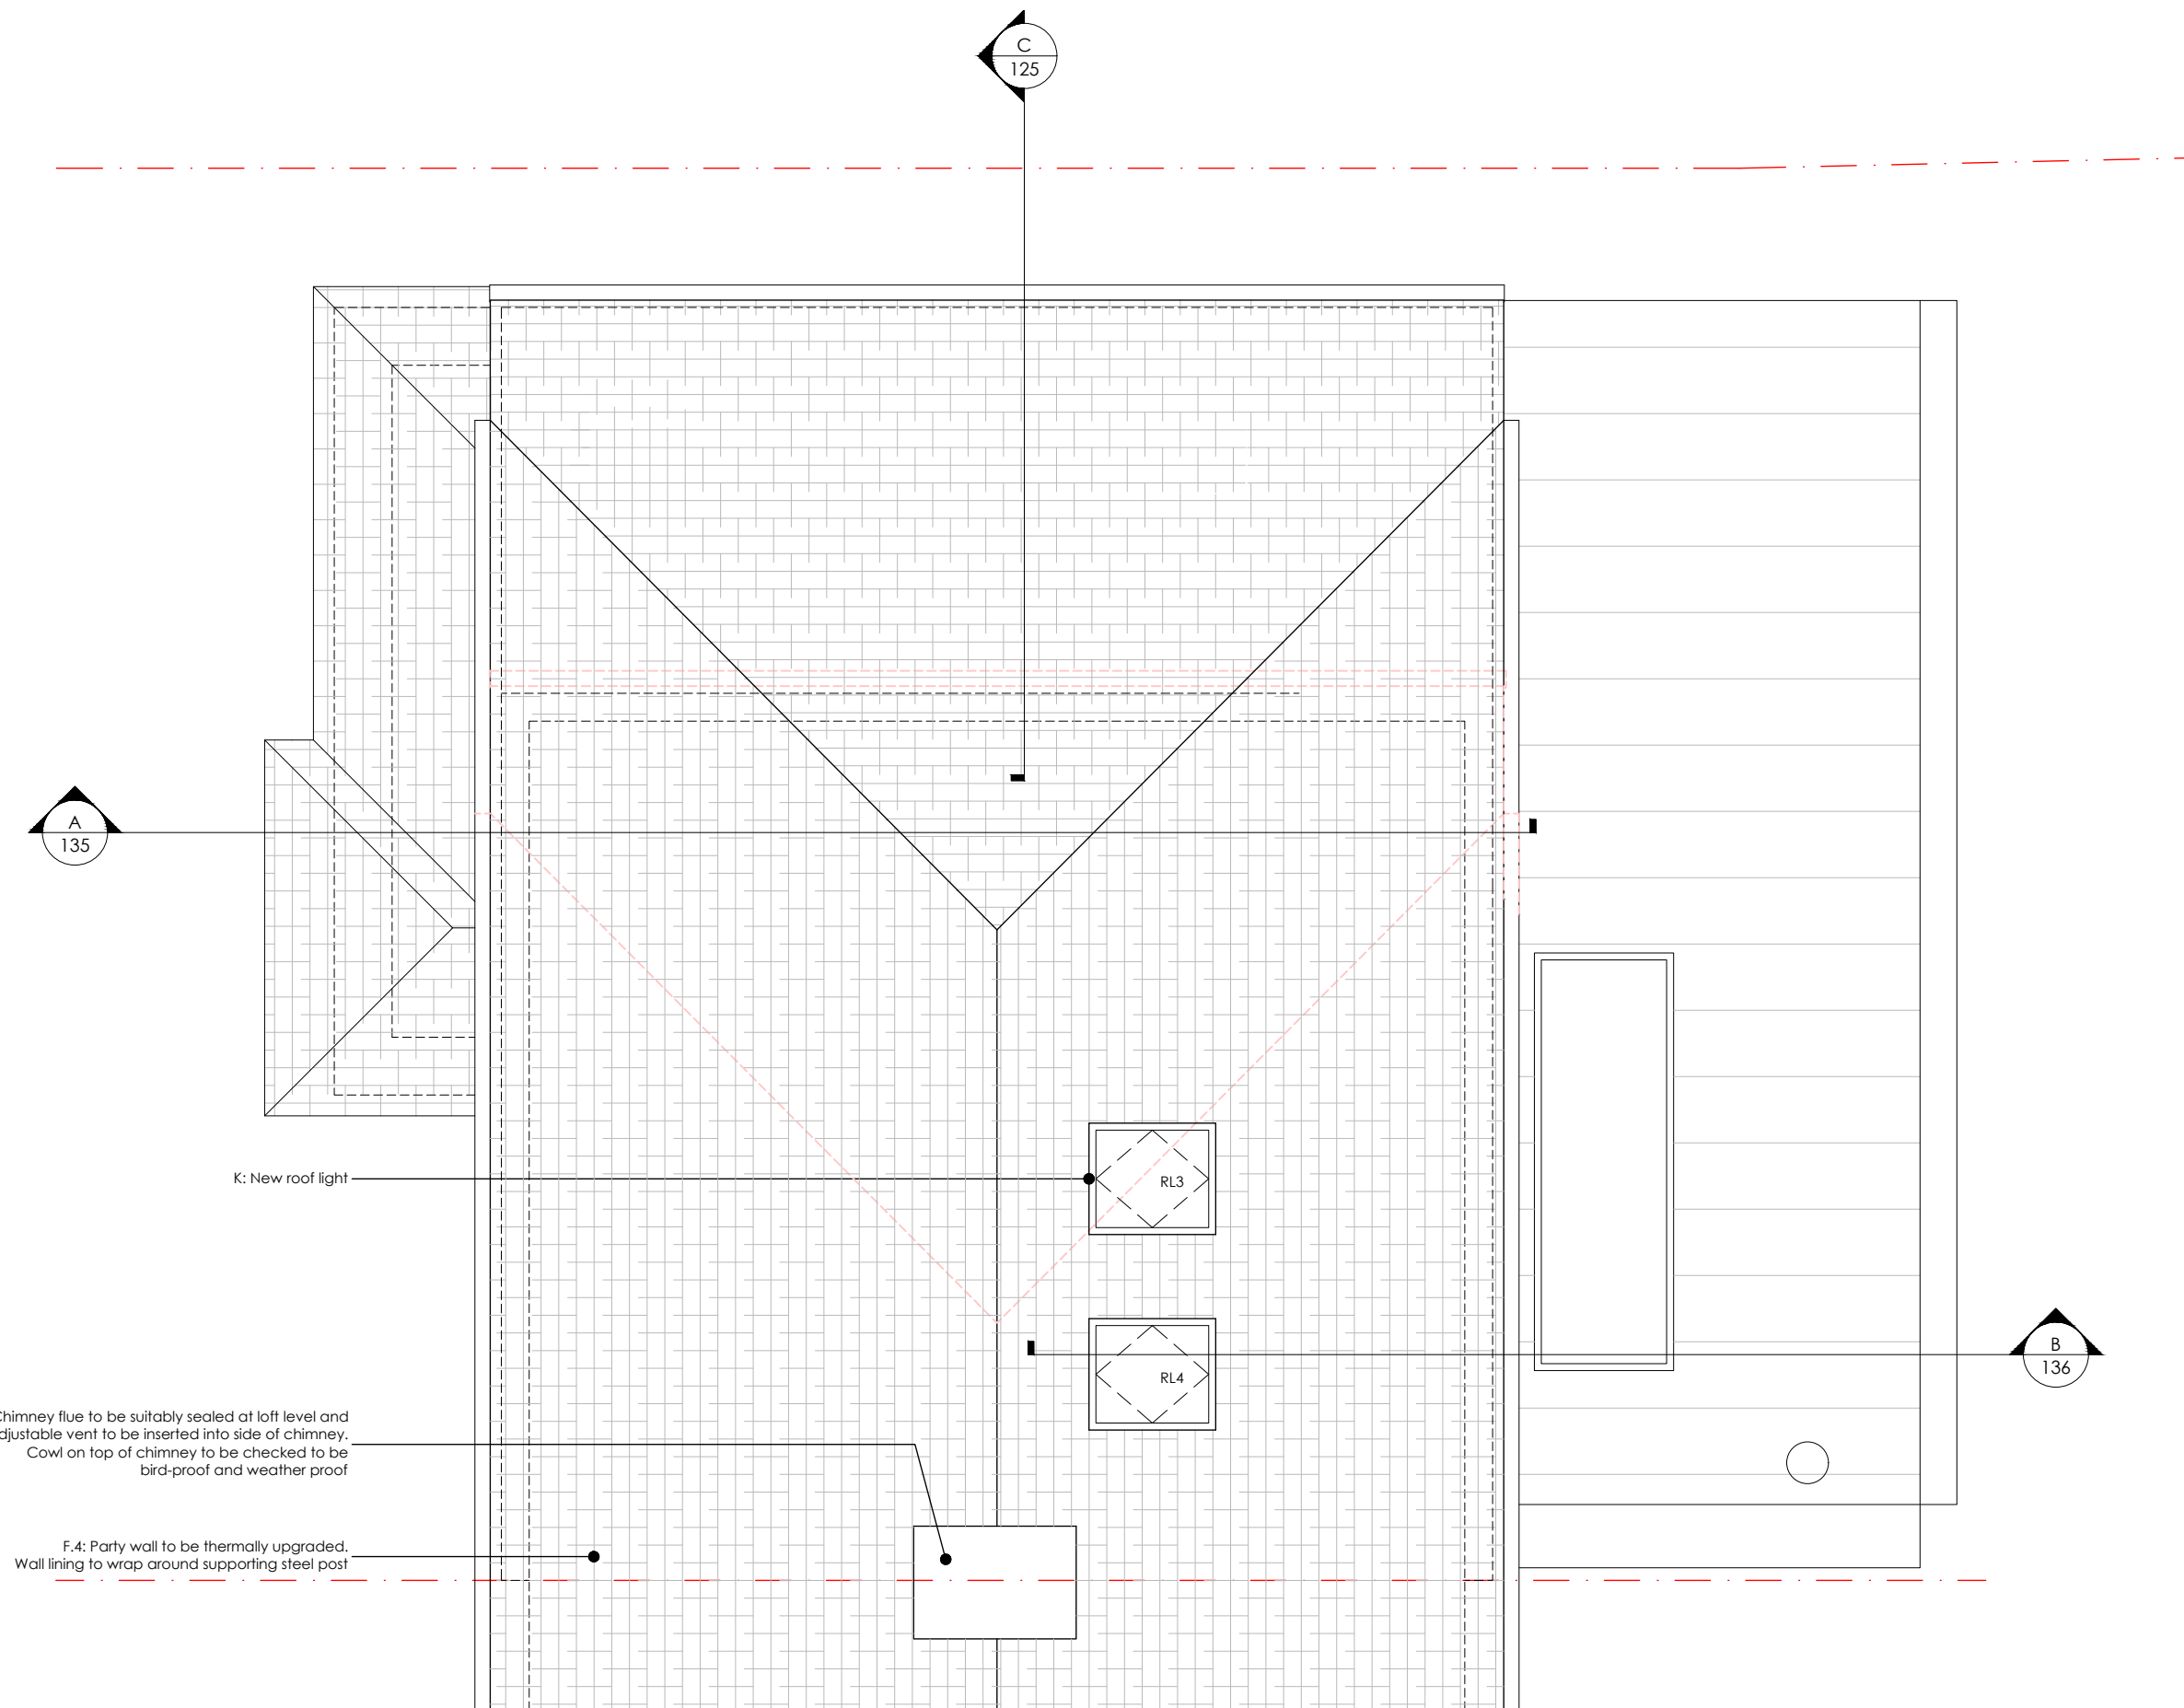 C
125
A
135
K: New roof light
RL3
B
136
RL4
flue to be suitably sealed at loft level and
vent to be inserted into side of chimney.
Cowl on top of chimney to be checked to be
bird-proof and weather proof
F.4: Party wall to be thermally upgraded.
Wall lining to wrap around supporting steel post